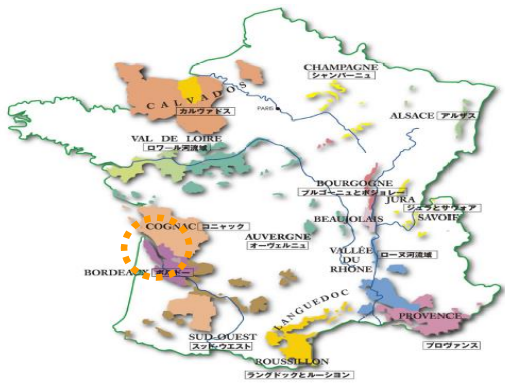 CHAMPAGNE
シャンパーニュ
CALVADOS
カルヴァドス
PARIS
ALSACE アルザス
VAL DE LOIRE
ロワール河流域
BOURGOGNE
ブルゴーニュとボジョレー
JURA
ジュラとサヴォア
SAVOIE
BEAUJOLAIS
COGNAC コニャック
AUVERGNE
オーヴェルニュ
VALLÉE
DU
RHÔNE
ローヌ河流域
BORDEAUX ボルドー
LANGUEDOC
PROVENCE
プロヴァンス
SUD-OUEST
スッド・ウエスト
ROUSSILLON
ラングドックとルーション